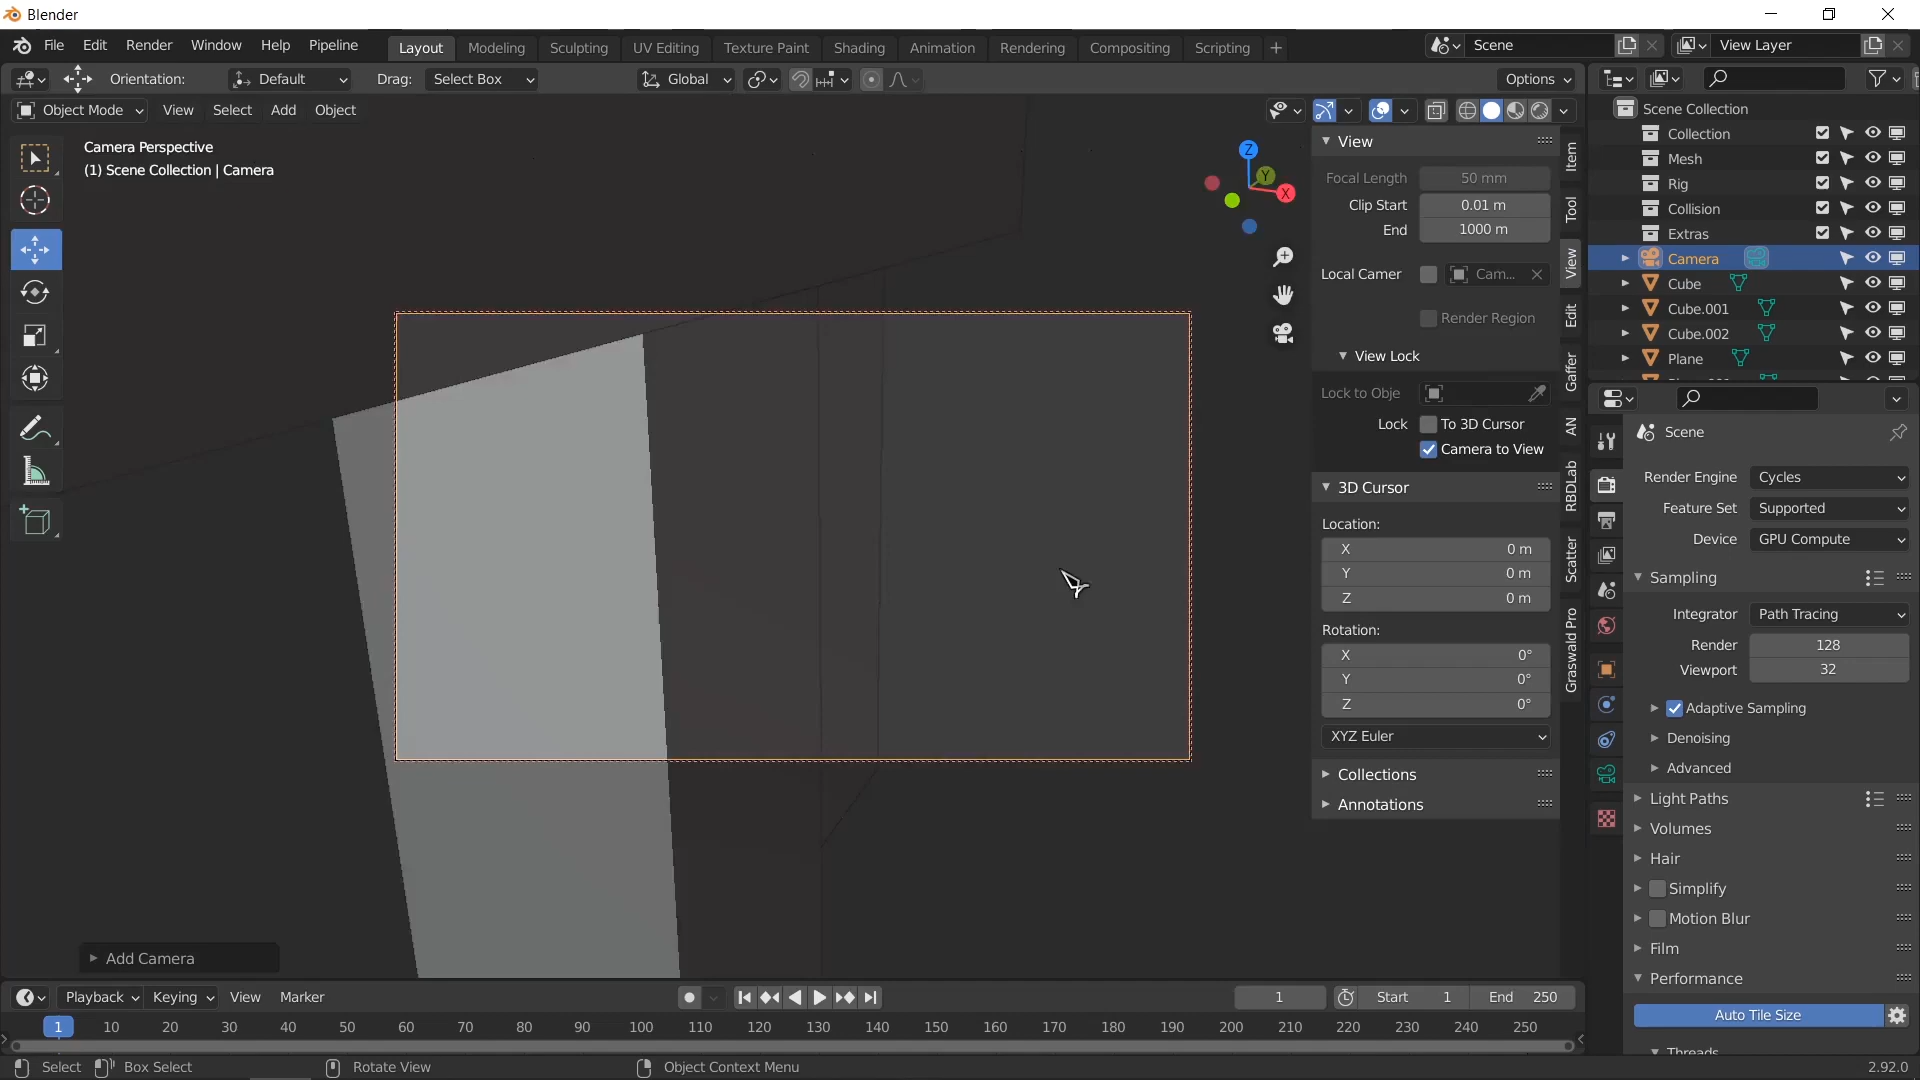 Blender
File Edit Render Window Help Pipeline
Layout Modeling Sculpting UV Editing Texture Paint Shading Animation Rendering Compositing Scripting +
Scene
View Layer
Orientation: Default Drag: Select Box
Global
Options
Object Mode View Select Add Object
Camera Perspective
(1) Scene Collection | Camera
Z
Y
X
View
Focal Length 50 mm
Clip Start 0.01 m
End 1000 m
Local Camer Cam...
Render Region
View Lock
Lock to Obje
Lock To 3D Cursor
Camera to View
3D Cursor
Location:
X 0 m
Y 0 m
Z 0 m
Rotation:
X 0°
Y 0°
Z 0°
XYZ Euler
Collections
Annotations
Item
Tool
View
Edit
Gaffer
AN
RBDLab
Scatter
Graswald Pro
Scene Collection
Collection
Mesh
Rig
Collision
Extras
Camera
Cube
Cube.001
Cube.002
Plane
Scene
Render Engine Cycles
Feature Set Supported
Device GPU Compute
Sampling
Integrator Path Tracing
Render 128
Viewport 32
Adaptive Sampling
Denoising
Advanced
Light Paths
Volumes
Hair
Simplify
Motion Blur
Film
Performance
Auto Tile Size
Threads
Add Camera
Playback Keying View Marker
1
Start 1
End 250
1 10 20 30 40 50 60 70 80 90 100 110 120 130 140 150 160 170 180 190 200 210 220 230 240 250
Select Box Select Rotate View Object Context Menu
2.92.0